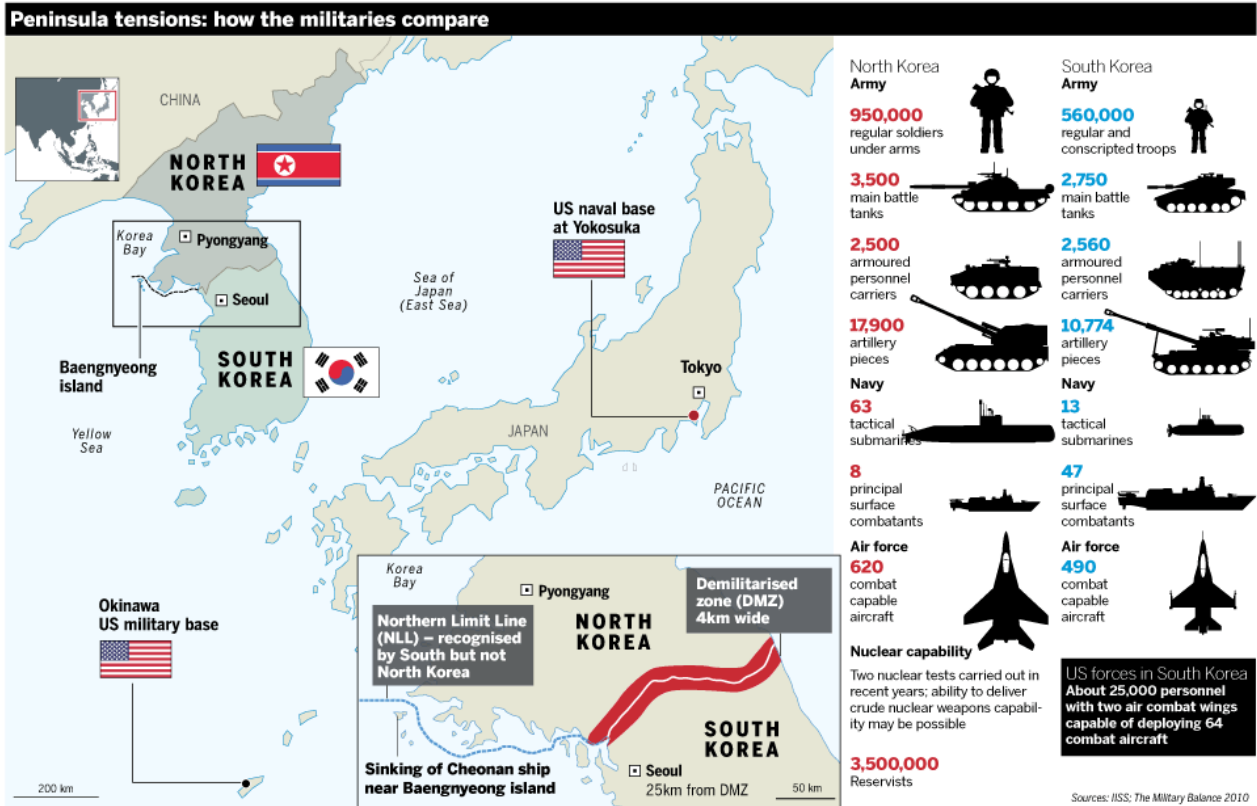 Peninsula tensions: how the militaries compare
CHINA
NORTH
KOREA
Korea
Bay
Pyongyang
Seoul
Baengnyeong
island
SOUTH
KOREA
Yellow
Sea
Sea of
Japan
(East Sea)
US naval base
at Yokosuka
Tokyo
JAPAN
PACIFIC
OCEAN
Okinawa
US military base
200 km
Korea
Bay
Pyongyang
Northern Limit Line
(NLL) – recognised
by South but not
North Korea
NORTH
KOREA
Demilitarised
zone (DMZ)
4km wide
SOUTH
KOREA
Sinking of Cheonan ship
near Baengnyeong island
Seoul
25km from DMZ
50 km
North Korea
Army
950,000
regular soldiers
under arms
3,500
main battle
tanks
2,500
armoured
personnel
carriers
17,900
artillery
pieces
Navy
63
tactical
submarines
8
principal
surface
combatants
Air force
620
combat
capable
aircraft
Nuclear capability
Two nuclear tests carried out in
recent years; ability to deliver
crude nuclear weapons capabil-
ity may be possible
3,500,000
Reservists
South Korea
Army
560,000
regular and
conscripted troops
2,750
main battle
tanks
2,560
armoured
personnel
carriers
10,774
artillery
pieces
Navy
13
tactical
submarines
47
principal
surface
combatants
Air force
490
combat
capable
aircraft
US forces in South Korea
About 25,000 personnel
with two air combat wings
capable of deploying 64
combat aircraft
Sources: IISS; The Military Balance 2010